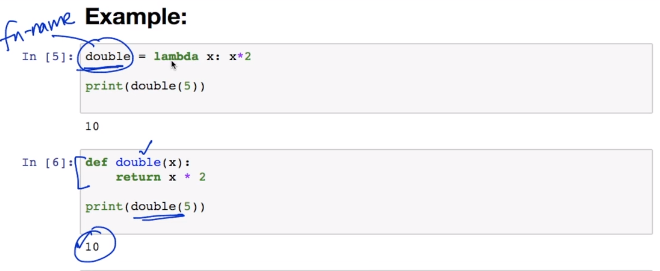 fn-name
Example:
In [5]: double = lambda x: x*2
print(double(5))
10
In [6]: def double(x):
return x * 2
print(double(5))
10